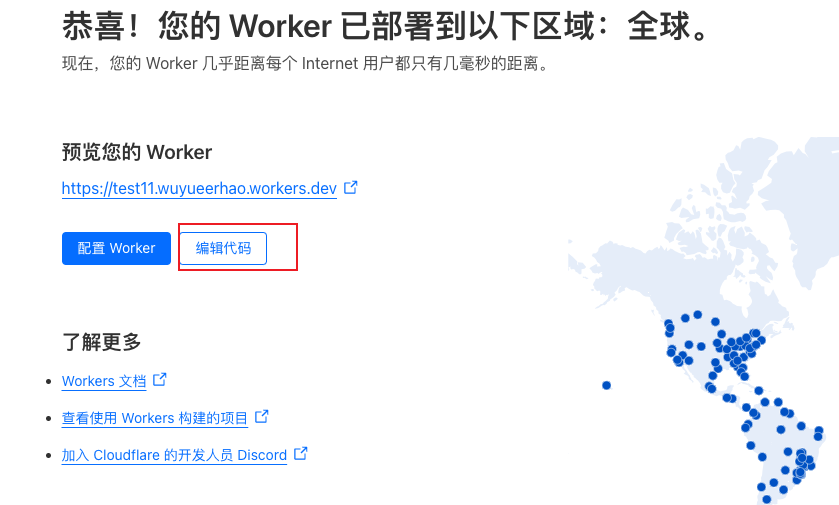 恭喜！您的 Worker 已部署到以下区域：全球。
现在，您的 Worker 几乎距离每个 Internet 用户都只有几毫秒的距离。
预览您的 Worker
https://test11.wuyueerhao.workers.dev
配置 Worker
编辑代码
了解更多
Workers 文档
查看使用 Workers 构建的项目
加入 Cloudflare 的开发人员 Discord